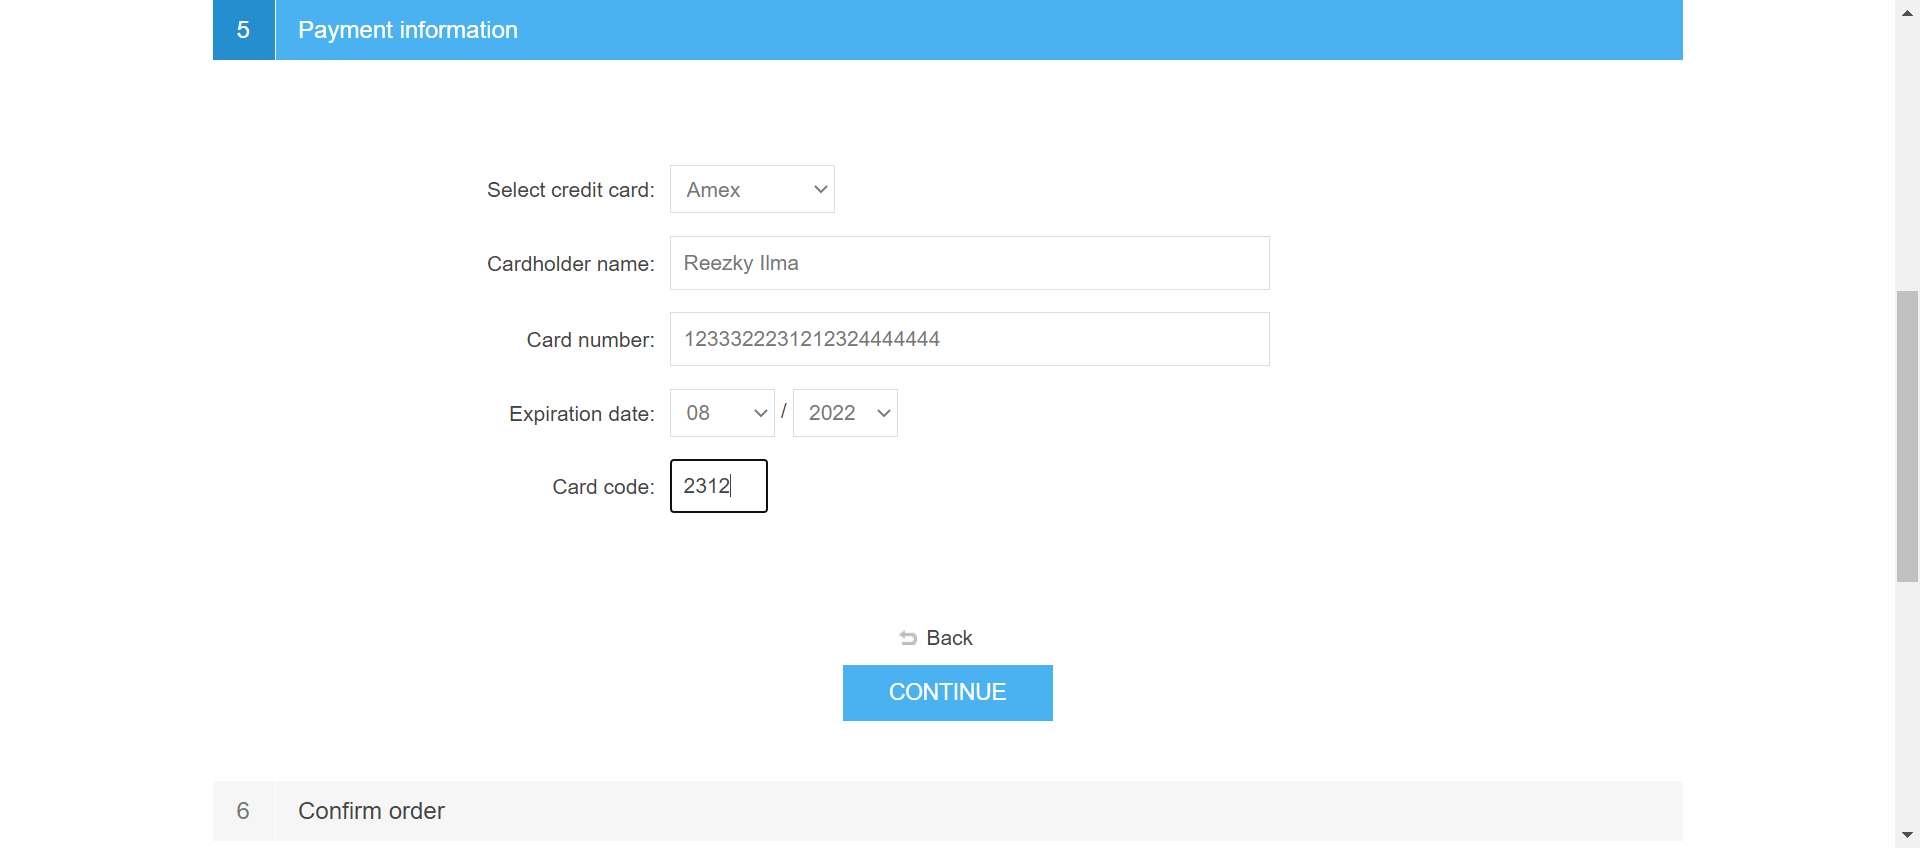 5 Payment information
Select credit card: Amex
Cardholder name: Reezky Ilma
Card number: 1233322231212324444444
Expiration date: 08 / 2022
Card code: 2312
Back
CONTINUE
6 Confirm order